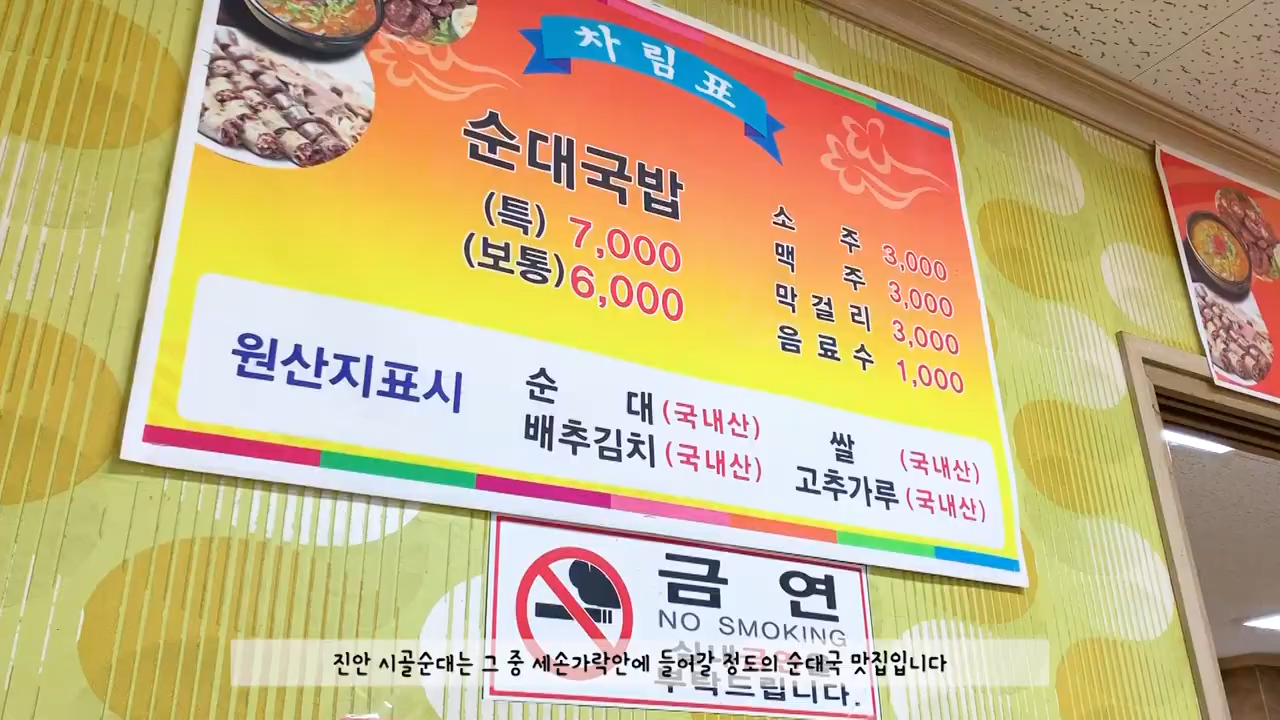 차림표
순대국밥
(특) 7,000
(보통) 6,000
소주 3,000
맥주 3,000
막걸리 3,000
음료수 1,000
원산지표시
순대 (국내산)
배추김치 (국내산)
쌀 (국내산)
고추가루 (국내산)
금연
NO SMOKING
부탁드립니다.
진안 시골순대는 그 중 세손가락안에 들어갈 정도의 순대국 맛집입니다